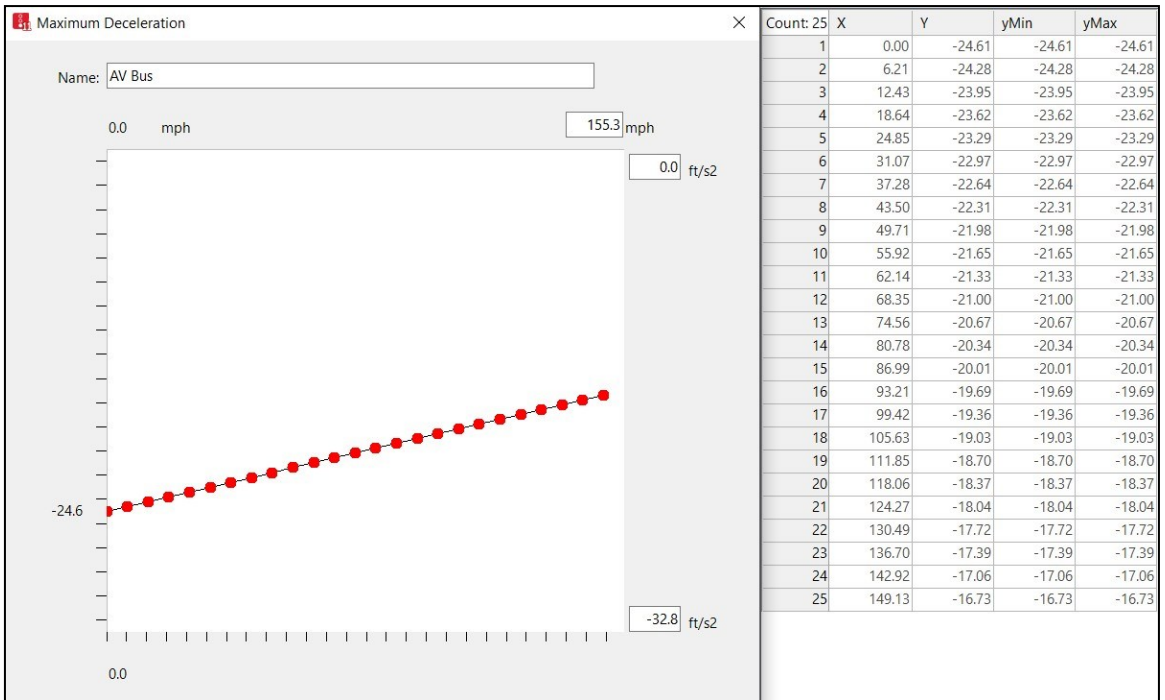 Maximum Deceleration
Name: AV Bus
0.0 mph 155.3 mph
0.0 ft/s2
-24.6
-32.8 ft/s2
0.0
Count: 25 X Y yMin yMax
1 0.00 -24.61 -24.61 -24.61
2 6.21 -24.28 -24.28 -24.28
3 12.43 -23.95 -23.95 -23.95
4 18.64 -23.62 -23.62 -23.62
5 24.85 -23.29 -23.29 -23.29
6 31.07 -22.97 -22.97 -22.97
7 37.28 -22.64 -22.64 -22.64
8 43.50 -22.31 -22.31 -22.31
9 49.71 -21.98 -21.98 -21.98
10 55.92 -21.65 -21.65 -21.65
11 62.14 -21.33 -21.33 -21.33
12 68.35 -21.00 -21.00 -21.00
13 74.56 -20.67 -20.67 -20.67
14 80.78 -20.34 -20.34 -20.34
15 86.99 -20.01 -20.01 -20.01
16 93.21 -19.69 -19.69 -19.69
17 99.42 -19.36 -19.36 -19.36
18 105.63 -19.03 -19.03 -19.03
19 111.85 -18.70 -18.70 -18.70
20 118.06 -18.37 -18.37 -18.37
21 124.27 -18.04 -18.04 -18.04
22 130.49 -17.72 -17.72 -17.72
23 136.70 -17.39 -17.39 -17.39
24 142.92 -17.06 -17.06 -17.06
25 149.13 -16.73 -16.73 -16.73